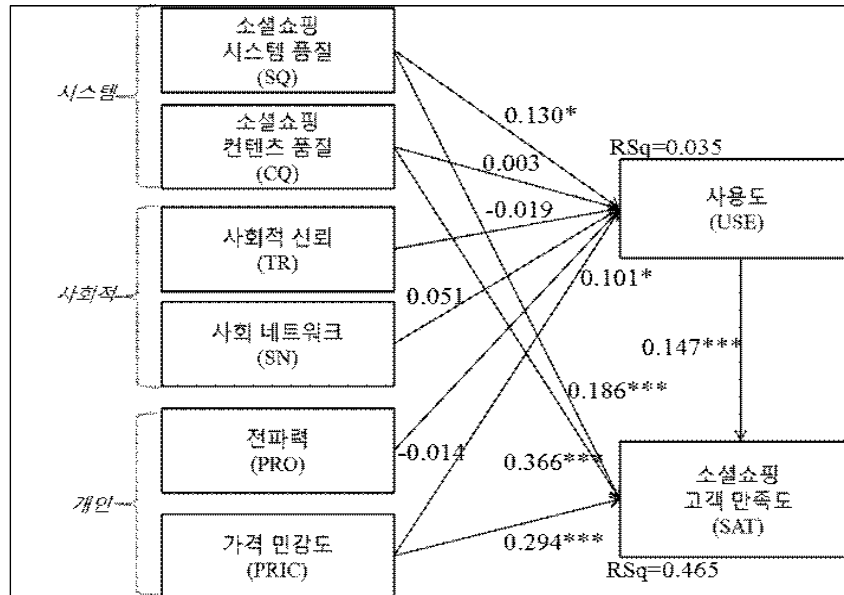 소셜쇼핑
시스템 품질
(SQ)
시스템
소셜쇼핑
컨텐츠 품질
(CQ)
사회적 신뢰
(TR)
사회적
사회 네트워크
(SN)
전파력
(PRO)
개인
가격 민감도
(PRIC)
0.130*
0.003
-0.019
0.051
0.101*
-0.014
0.186***
0.366***
0.294***
0.147***
RSq=0.035
사용도
(USE)
소셜쇼핑
고객 만족도
(SAT)
RSq=0.465